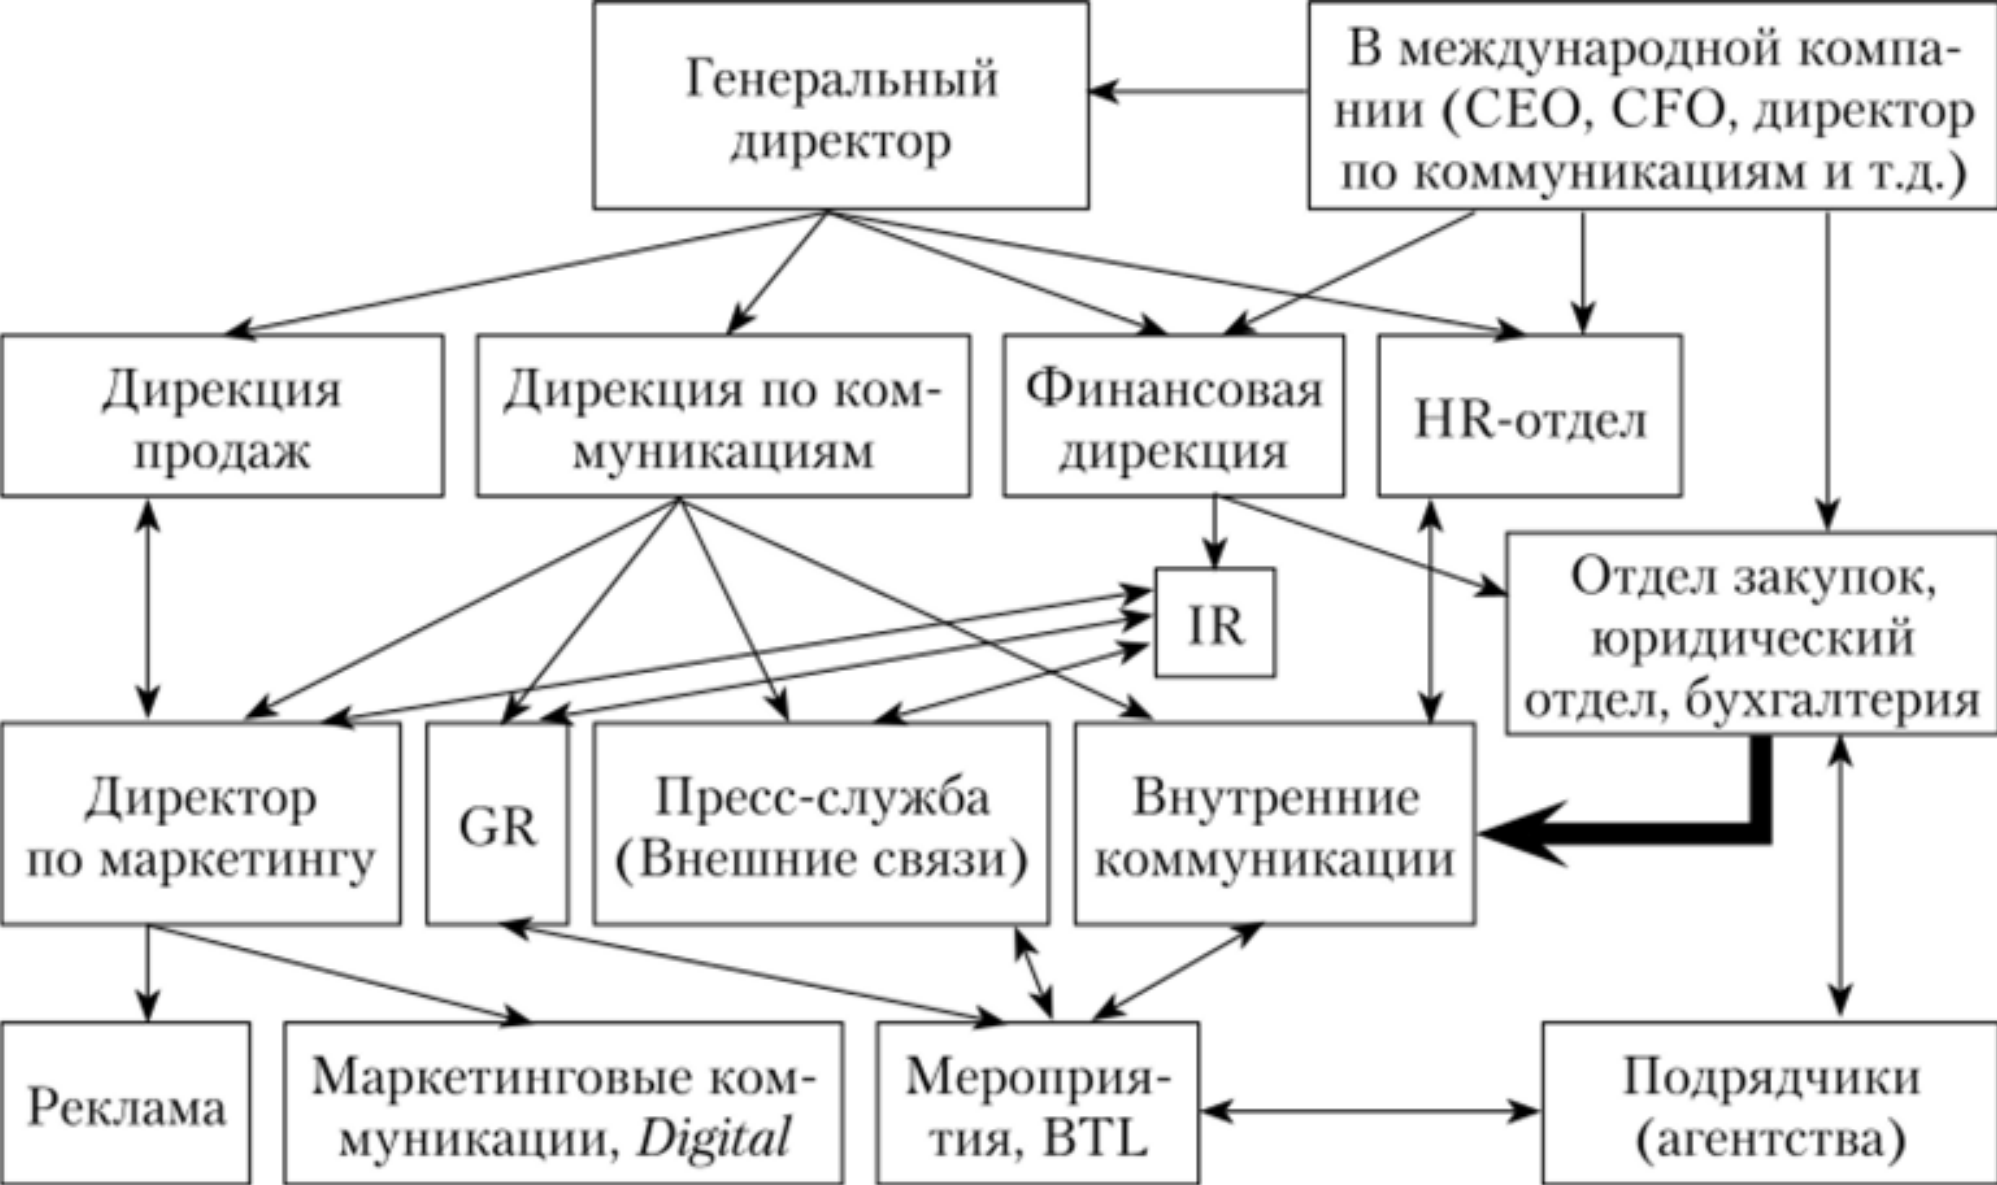 Генеральный
директор
В международной компа-
нии (CEO, CFO, директор
по коммуникациям и т.д.)
Дирекция
продаж
Дирекция по ком-
муникациям
Финансовая
дирекция
HR-отдел
IR
Отдел закупок,
юридический
отдел, бухгалтерия
Директор
по маркетингу
GR
Пресс-служба
(Внешние связи)
Внутренние
коммуникации
Реклама
Маркетинговые ком-
муникации, Digital
Мероприя-
тия, BTL
Подрядчики
(агентства)